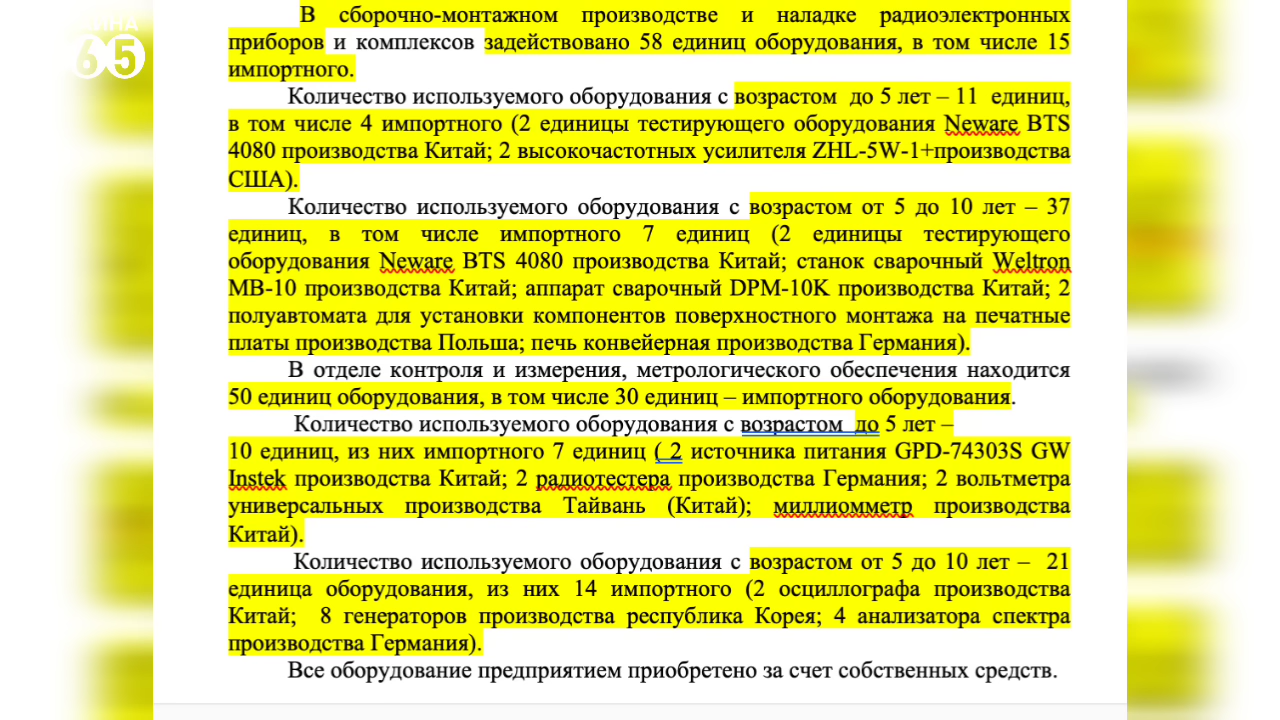 В сборочно-монтажном производстве и наладке радиоэлектронных
приборов и комплексов задействовано 58 единиц оборудования, в том числе 15
импортного.
Количество используемого оборудования с возрастом до 5 лет – 11 единиц,
в том числе 4 импортного (2 единицы тестирующего оборудования Neware BTS
4080 производства Китай; 2 высокочастотных усилителя ZHL-5W-1+производства
США).
Количество используемого оборудования с возрастом от 5 до 10 лет – 37
единиц, в том числе импортного 7 единиц (2 единицы тестирующего
оборудования Neware BTS 4080 производства Китай; станок сварочный Weltron
MB-10 производства Китай; аппарат сварочный DPM-10K производства Китай; 2
полуавтомата для установки компонентов поверхностного монтажа на печатные
платы производства Польша; печь конвейерная производства Германия).
В отделе контроля и измерения, метрологического обеспечения находится
50 единиц оборудования, в том числе 30 единиц – импортного оборудования.
Количество используемого оборудования с возрастом до 5 лет –
10 единиц, из них импортного 7 единиц ( 2 источника питания GPD-74303S GW
Instek производства Китай; 2 радиотестера производства Германия; 2 вольтметра
универсальных производства Тайвань (Китай); миллиомметр производства
Китай).
Количество используемого оборудования с возрастом от 5 до 10 лет – 21
единица оборудования, из них 14 импортного (2 осциллографа производства
Китай; 8 генераторов производства республика Корея; 4 анализатора спектра
производства Германия).
Все оборудование предприятием приобретено за счет собственных средств.
65